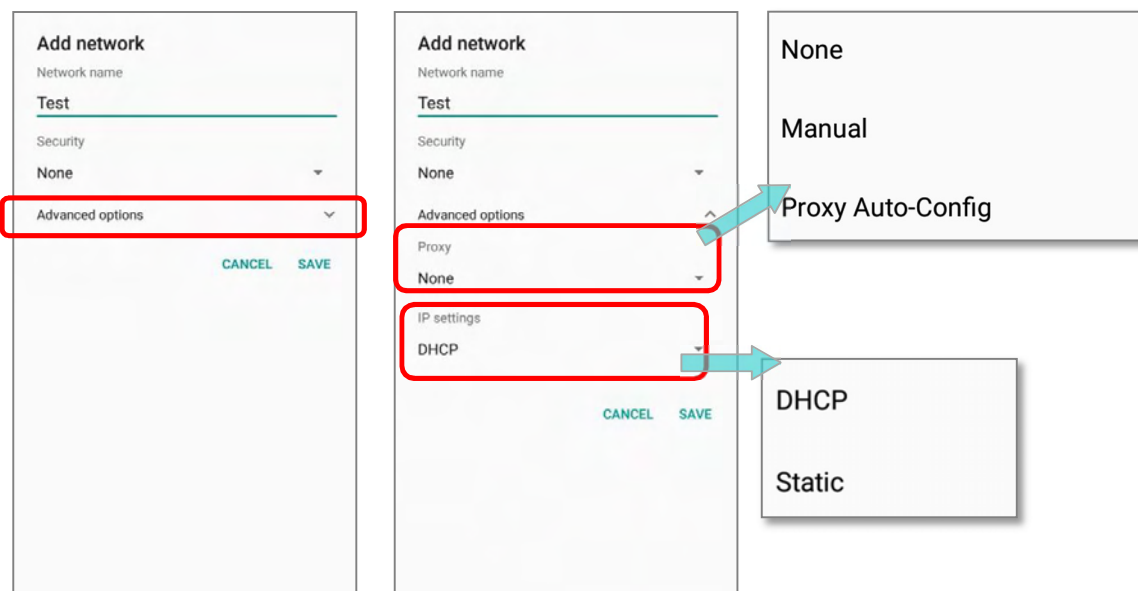 Add network
Network name
Test
Security
None
Advanced options
CANCEL SAVE
Add network
Network name
Test
Security
None
Advanced options
Proxy
None
IP settings
DHCP
CANCEL SAVE
None
Manual
Proxy Auto-Config
DHCP
Static